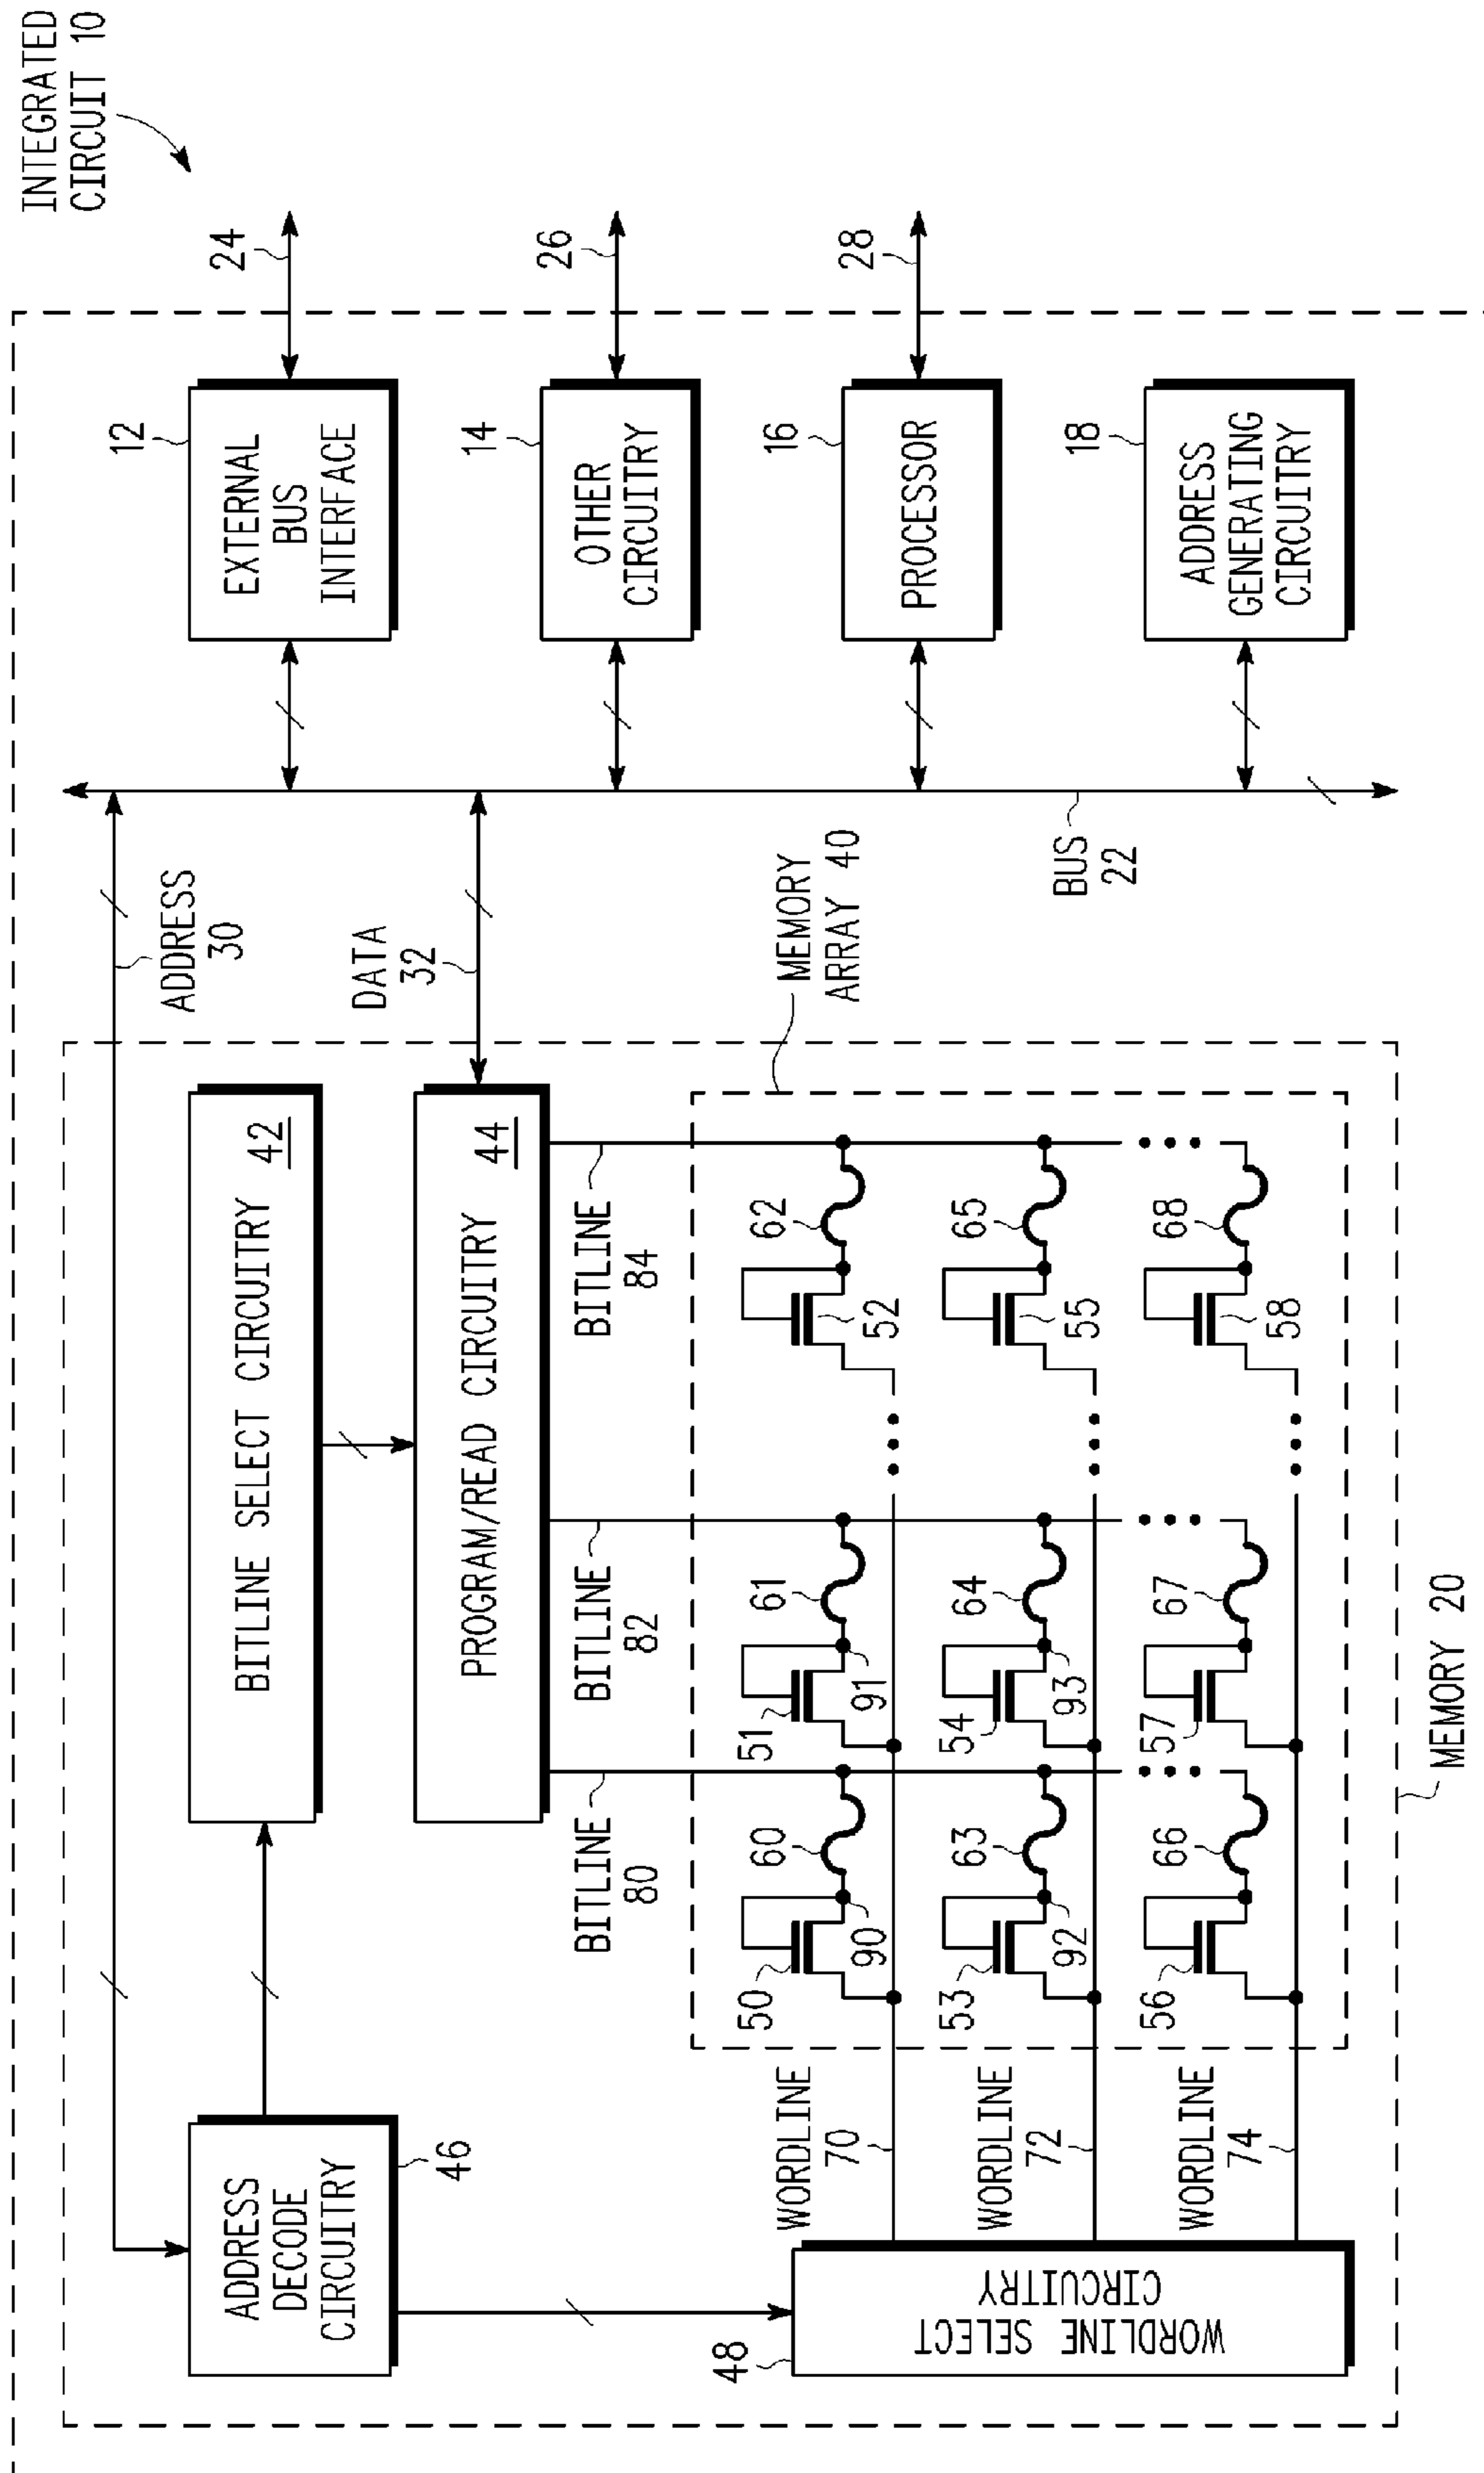 INTEGRATED
CIRCUIT 10
ADDRESS
DECODE
CIRCUITRY
46
BITLINE SELECT CIRCUITRY 42
PROGRAM/READ CIRCUITRY 44
ADDRESS
30
DATA
32
12
EXTERNAL
BUS
INTERFACE
24
14
OTHER
CIRCUITRY
26
16
PROCESSOR
28
18
ADDRESS
GENERATING
CIRCUITRY
BUS
22
MEMORY
ARRAY 40
BITLINE
80
BITLINE
82
BITLINE
84
48
WORDLINE SELECT
CIRCUITRY
WORDLINE
70
50
60
90
51
61
91
62
52
WORDLINE
72
53
63
92
54
64
93
65
55
WORDLINE
74
56
66
57
67
68
58
MEMORY 20